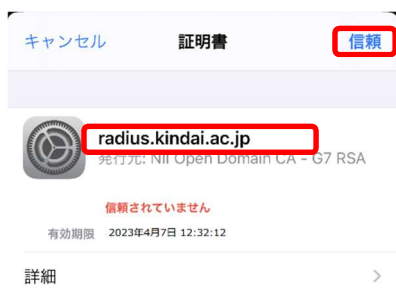 キャンセル 証明書 信頼
radius.kindai.ac.jp
発行元: NII Open Domain CA - G7 RSA
信頼されていません
有効期限 2023年4月7日 12:32:12
詳細